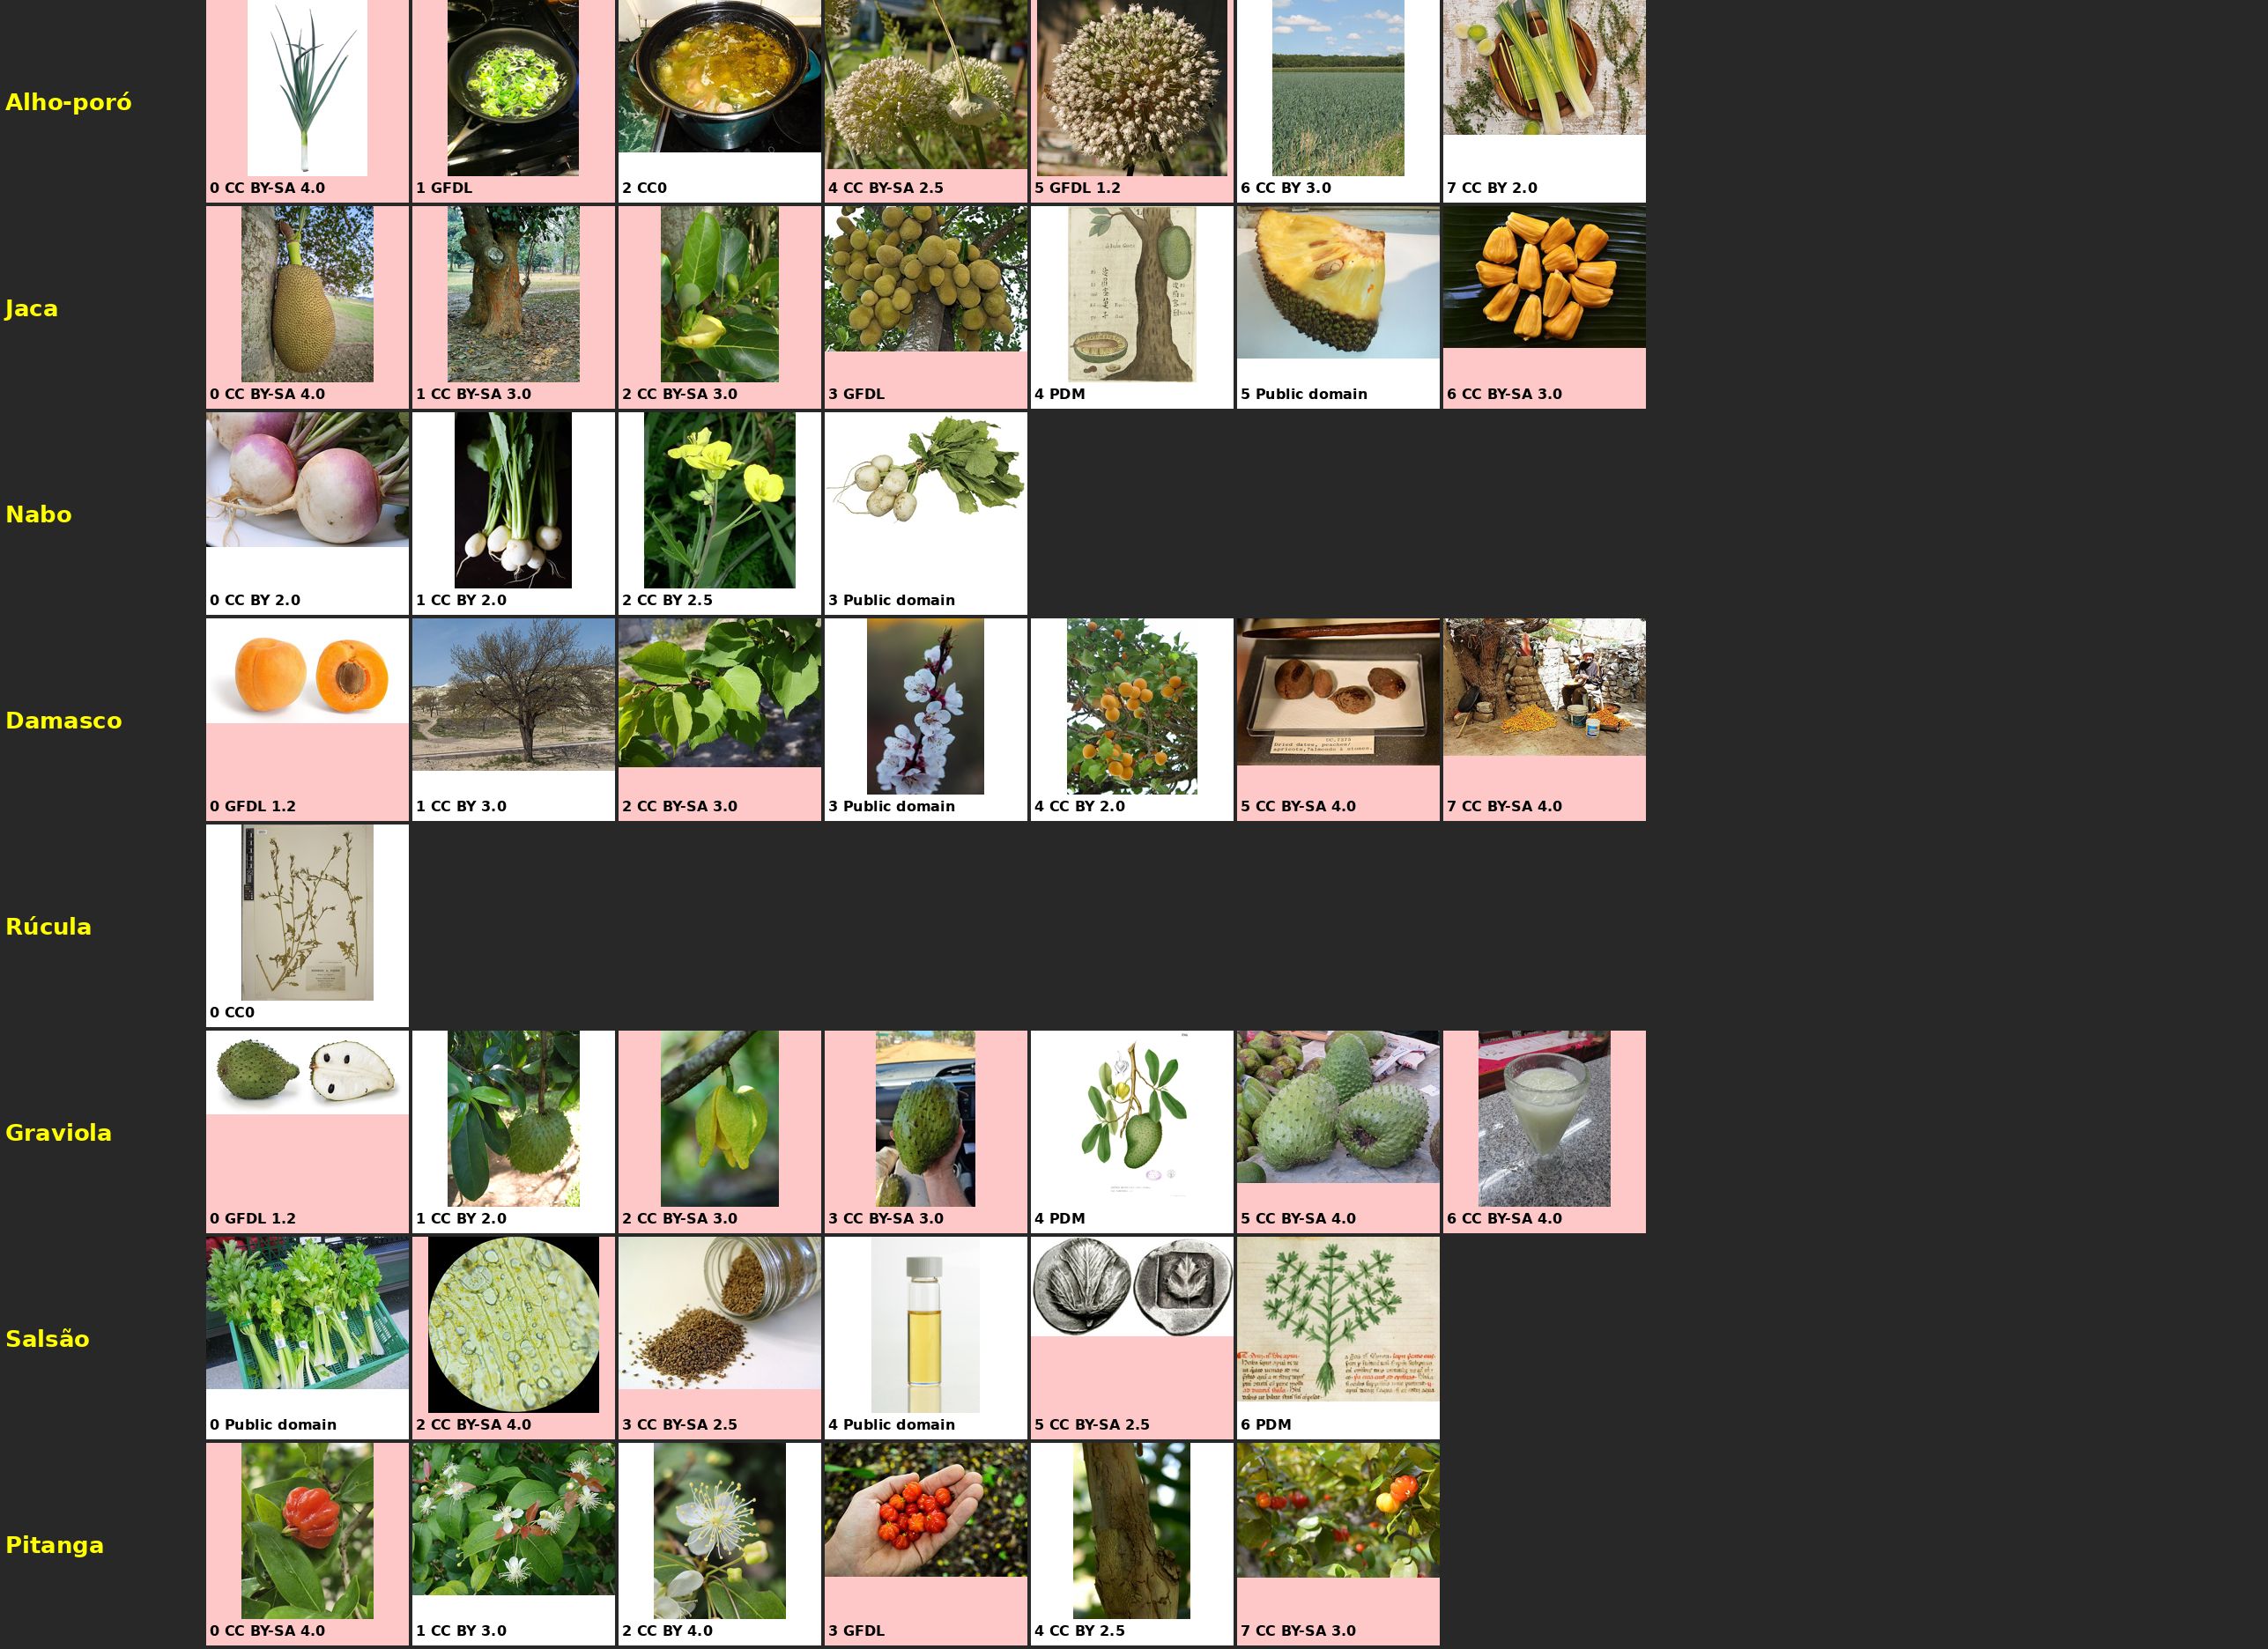 Alho-poró
0 CC BY-SA 4.0
1 GFDL
2 CC0
4 CC BY-SA 2.5
5 GFDL 1.2
6 CC BY 3.0
7 CC BY 2.0
Jaca
0 CC BY-SA 4.0
1 CC BY-SA 3.0
2 CC BY-SA 3.0
3 GFDL
4 PDM
5 Public domain
6 CC BY-SA 3.0
Nabo
0 CC BY 2.0
1 CC BY 2.0
2 CC BY 2.5
3 Public domain
Damasco
Dried dates, peaches/
apricots, almonds & plumes.
0 GFDL 1.2
1 CC BY 3.0
2 CC BY-SA 3.0
3 Public domain
4 CC BY 2.0
5 CC BY-SA 4.0
7 CC BY-SA 4.0
Rúcula
0 CC0
Graviola
0 GFDL 1.2
1 CC BY 2.0
2 CC BY-SA 3.0
3 CC BY-SA 3.0
4 PDM
5 CC BY-SA 4.0
6 CC BY-SA 4.0
Salsão
0 Public domain
2 CC BY-SA 4.0
3 CC BY-SA 2.5
4 Public domain
5 CC BY-SA 2.5
6 PDM
Pitanga
0 CC BY-SA 4.0
1 CC BY 3.0
2 CC BY 4.0
3 GFDL
4 CC BY 2.5
7 CC BY-SA 3.0